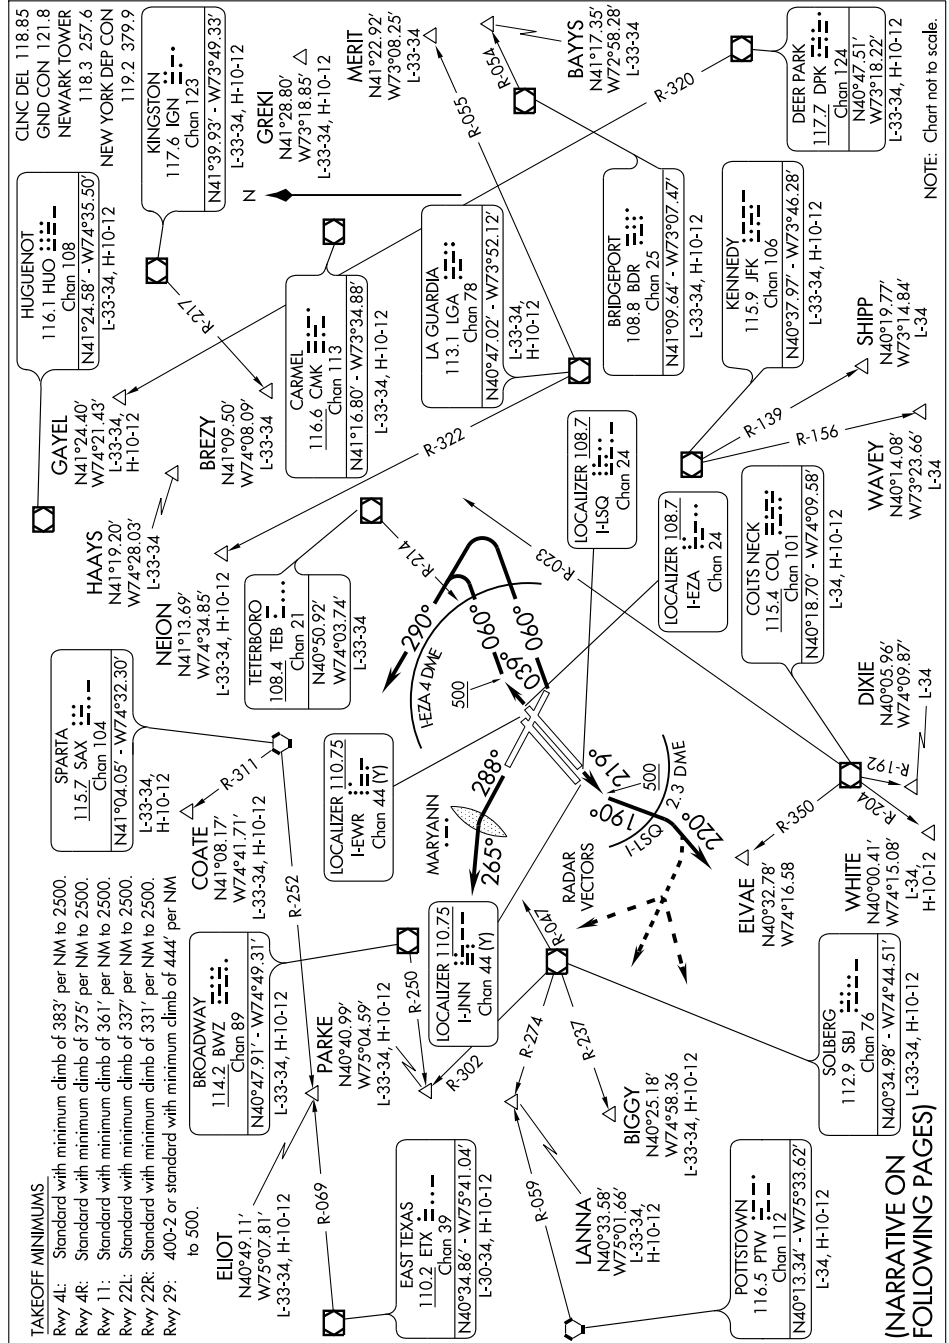 TAKEOFF MINIMUMS
Rwy 4L: Standard with minimum climb of 383' per NM to 2500.
Rwy 4R: Standard with minimum climb of 375' per NM to 2500.
Rwy 11: Standard with minimum climb of 361' per NM to 2500.
Rwy 22L: Standard with minimum climb of 337' per NM to 2500.
Rwy 22R: Standard with minimum climb of 331' per NM to 2500.
Rwy 29: 400-2 or standard with minimum climb of 444' per NM
to 500.
CLNC DEL 118.85
GND CON 121.8
NEWARK TOWER
118.3 257.6
NEW YORK DEP CON
119.2 379.9
SPARTA
115.7 SAX
Chan 104
N41°04.05' - W74°32.30'
L-33-34,
H-10-12
HUGUENOT
116.1 HUO
Chan 108
N41°24.58' - W74°35.50'
L-33-34, H-10-12
KINGSTON
117.6 IGN
Chan 123
N41°39.93' - W73°49.33'
L-33-34, H-10-12
GAYEL
N41°24.40'
W74°21.43'
L-33-34,
H-10-12
HAAYS
N41°19.20'
W74°28.03'
L-33-34
NEION
N41°13.69'
W74°34.85'
L-33-34, H-10-12
BREZY
N41°09.50'
W74°08.09'
L-33-34
GREKI
N41°28.80'
W73°18.85'
L-33-34, H-10-12
MERIT
N41°22.92'
W73°08.25'
L-33-34
BAYYS
N41°17.35'
W72°58.28'
L-33-34
N
R-217
R-322
R-055
R-054
R-320
CARMEL
116.6 CMK
Chan 113
N41°16.80' - W73°34.88'
L-33-34, H-10-12
LA GUARDIA
113.1 LGA
Chan 78
N40°47.02' - W73°52.12'
L-33-34,
H-10-12
BRIDGEPORT
108.8 BDR
Chan 25
N41°09.64' - W73°07.47'
L-33-34, H-10-12
DEER PARK
117.7 DPK
Chan 124
N40°47.51'
W73°18.22'
L-33-34, H-10-12
KENNEDY
115.9 JFK
Chan 106
N40°37.97' - W73°46.28'
L-33-34, H-10-12
TETERBORO
108.4 TEB
Chan 21
N40°50.92'
W74°03.74'
L-33-34
R-214
R-023
COATE
N41°08.17'
W74°41.71'
L-33-34, H-10-12
R-311
R-252
BROADWAY
114.2 BWZ
Chan 89
N40°47.91' - W74°49.31'
L-33-34, H-10-12
ELIOT
N40°49.11'
W75°07.81'
L-33-34, H-10-12
R-069
PARKE
N40°40.99'
W75°04.59'
L-33-34, H-10-12
R-250
R-302
LOCALIZER 110.75
I-EWR
Chan 44 (Y)
LOCALIZER 110.75
I-JNN
Chan 44 (Y)
LOCALIZER 108.7
I-LSQ
Chan 24
LOCALIZER 108.7
I-EZA
Chan 24
MARYANN
288°
265°
290°
060°
060°
039°
I-EZA 4 DME
500
219°
190°
220°
500
I-LSQ
2.3 DME
RADAR
VECTORS
R-047
R-274
R-237
EAST TEXAS
110.2 ETX
Chan 39
N40°34.86' - W75°41.04'
L-30-34, H-10-12
LANNA
N40°33.58'
W75°01.66'
L-33-34,
H-10-12
R-059
BIGGY
N40°25.18'
W74°58.36
L-33-34, H-10-12
POTTSTOWN
116.5 PTW
Chan 112
N40°13.34' - W75°33.62'
L-34, H-10-12
SOLBERG
112.9 SBJ
Chan 76
N40°34.98' - W74°44.51'
L-33-34, H-10-12
ELVAE
N40°32.78'
W74°16.58
R-350
WHITE
N40°00.41'
W74°15.08'
L-34,
H-10-12
R-204
R-192
DIXIE
N40°05.96'
W74°09.87'
L-34
COLTS NECK
115.4 COL
Chan 101
N40°18.70' - W74°09.58'
L-34, H-10-12
R-139
R-156
WAVEY
N40°14.08'
W73°23.66'
L-34
SHIPP
N40°19.77'
W73°14.84'
L-34
(NARRATIVE ON
FOLLOWING PAGES)
NOTE: Chart not to scale.